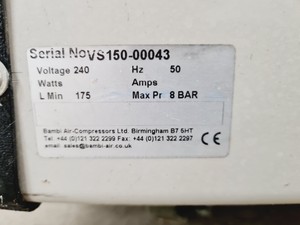 Serial No VS150-00043
Voltage 240 Hz 50
Watts Amps
L Min 175 Max Pr 8 BAR
Bambi Air-Compressors Ltd. Birmingham B7 5HT
Tel: +44 (0)121 322 2299 Fax: +44 (0)121 322 2297
email : sales@bambi-air.co.uk
CE